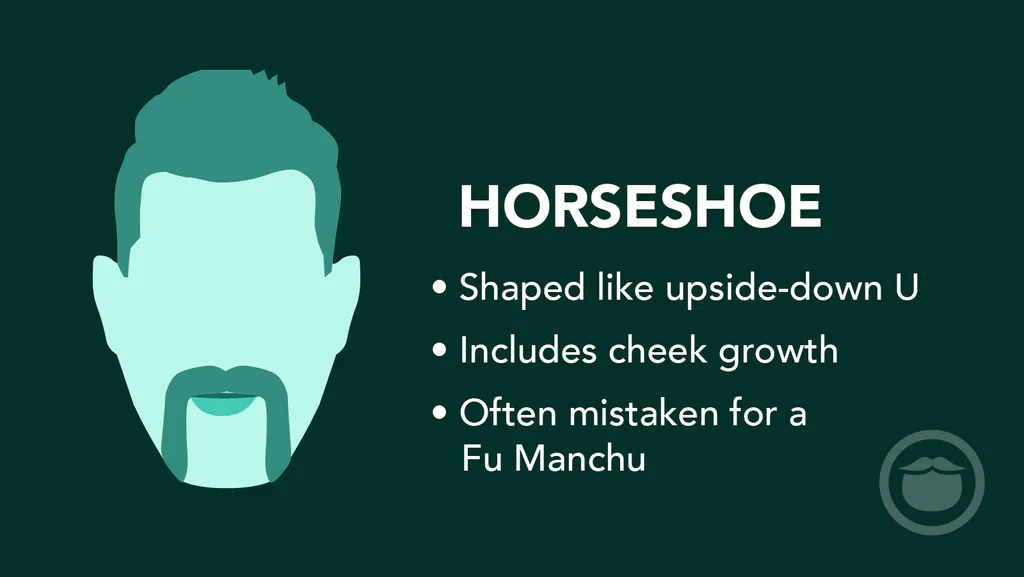 HORSESHOE
• Shaped like upside-down U
• Includes cheek growth
• Often mistaken for a
Fu Manchu